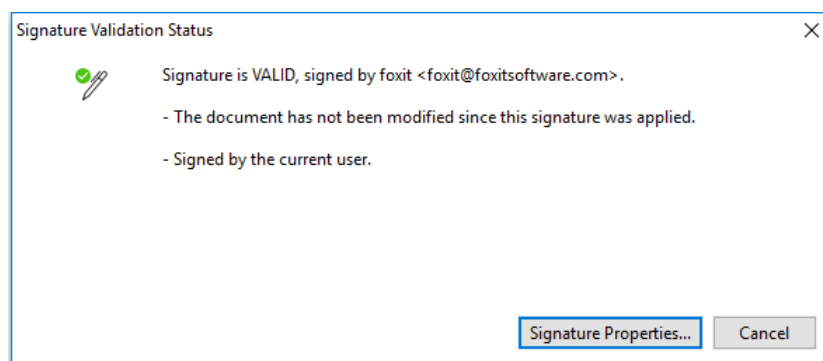 Signature Validation Status
Signature is VALID, signed by foxit <foxit@foxitsoftware.com>.
- The document has not been modified since this signature was applied.
- Signed by the current user.
Signature Properties... Cancel